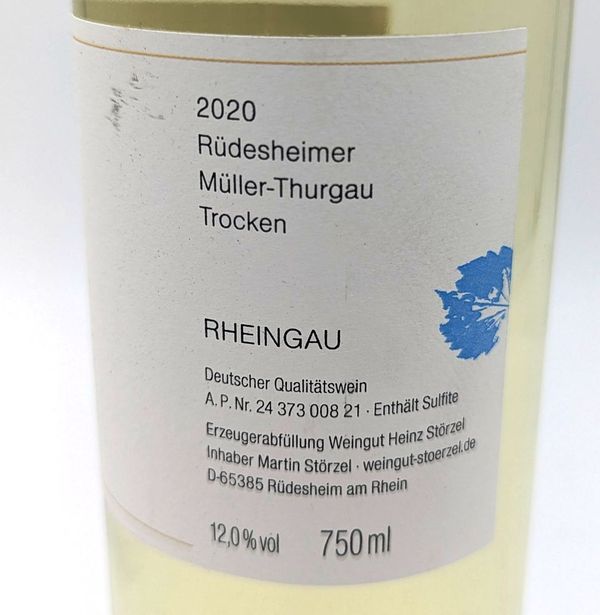 2020
Rüdesheimer
Müller-Thurgau
Trocken
RHEINGAU
Deutscher Qualitätswein
A. P. Nr. 24 373 008 21 · Enthält Sulfite
Erzeugerabfüllung Weingut Heinz Störzel
Inhaber Martin Störzel · weingut-stoerzel.de
D-65385 Rüdesheim am Rhein
12,0 % vol 750 ml